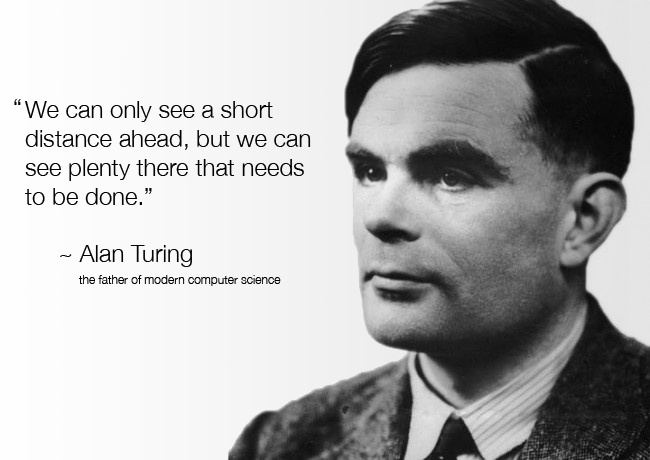 “We can only see a short
distance ahead, but we can
see plenty there that needs
to be done.”
~ Alan Turing
the father of modern computer science